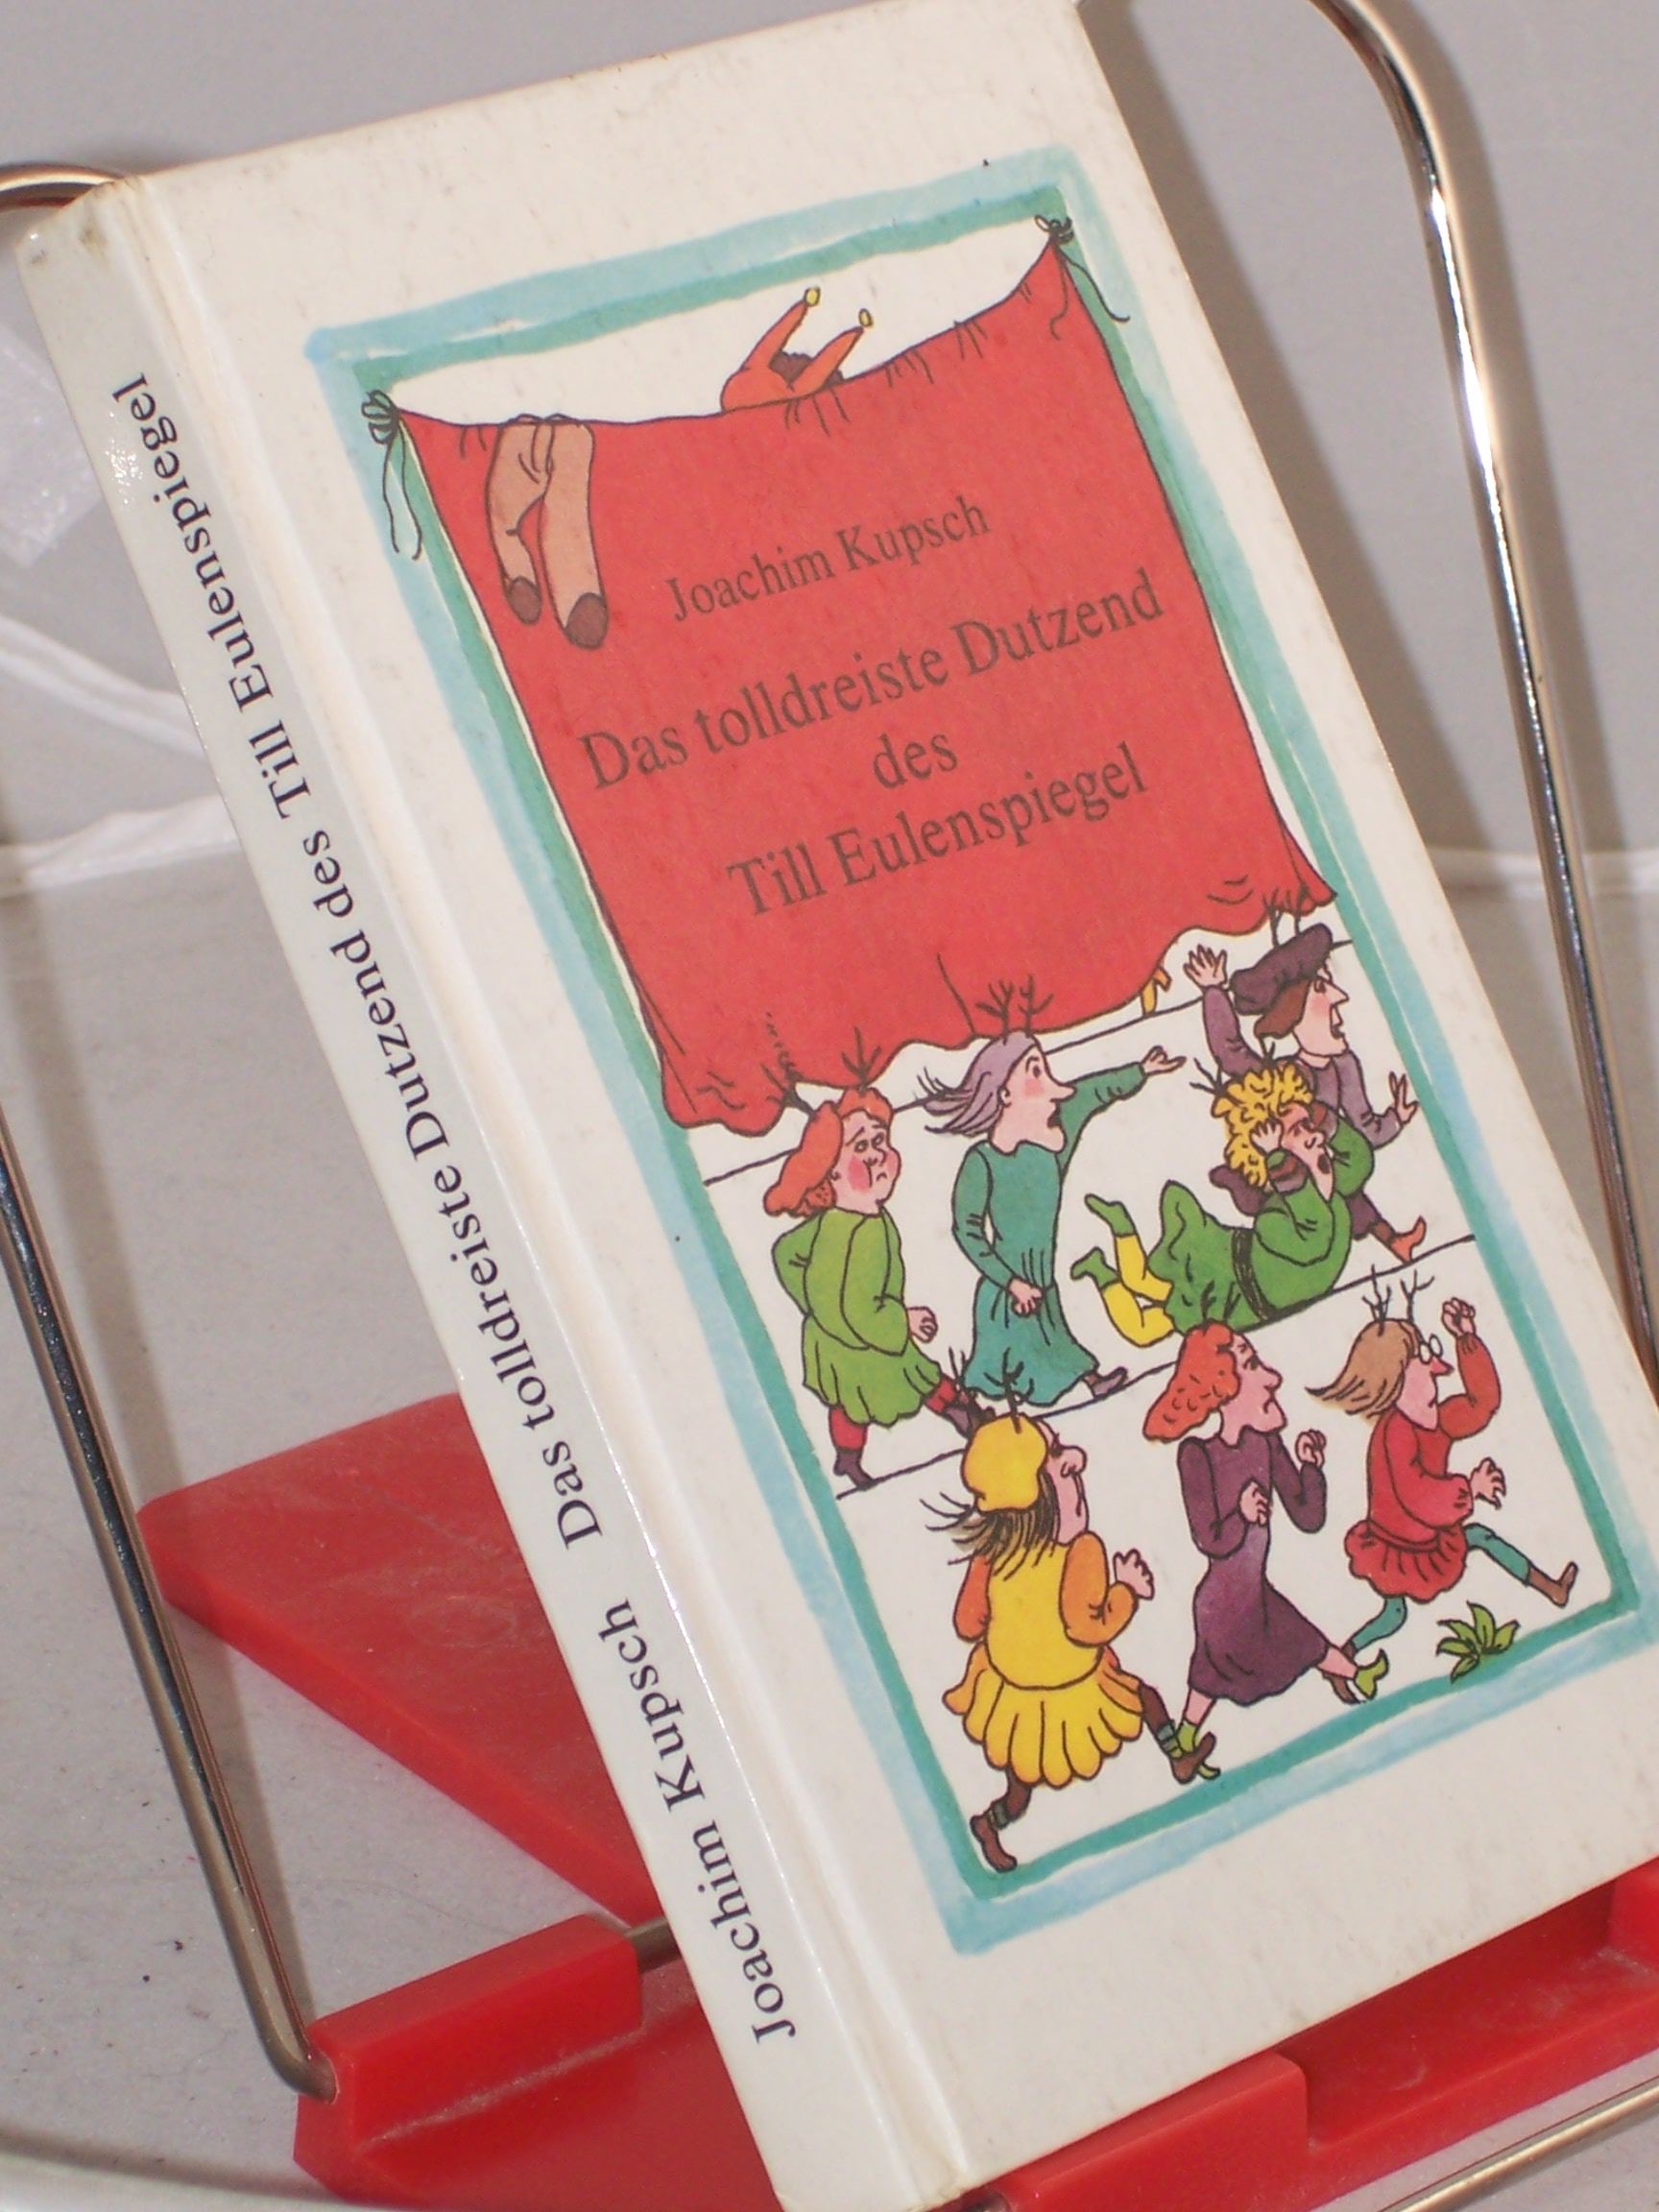 Joachim Kupsch
Das tolldreiste Dutzend
des
Till Eulenspiegel
Joachim Kupsch Das tolldreiste Dutzend des Till Eulenspiegel